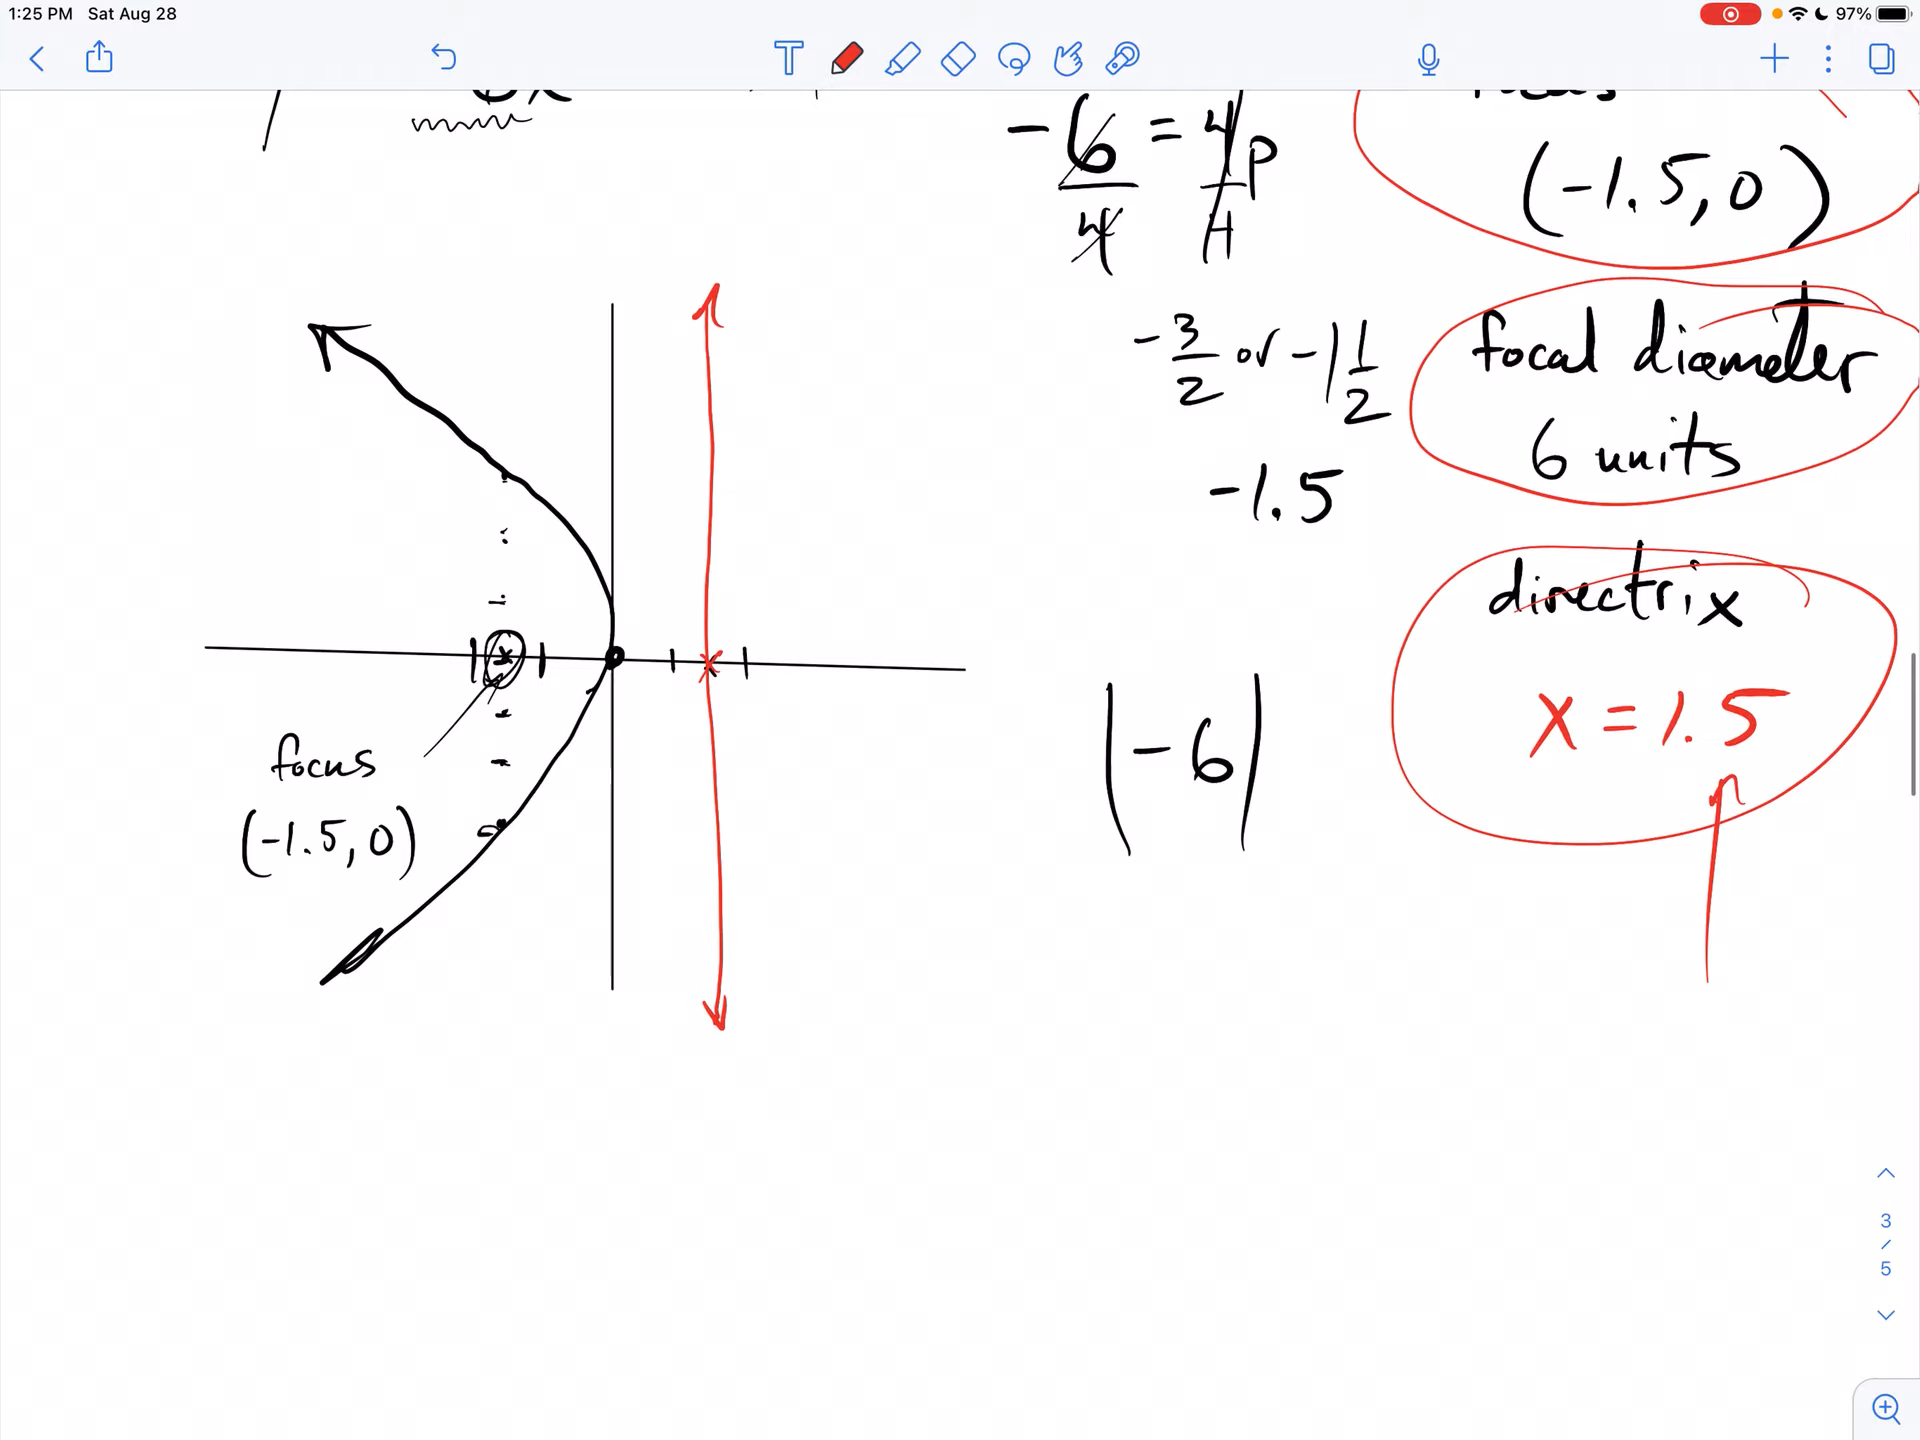 1:25 PM Sat Aug 28
97%
-6 = 4p
4 4
(-1.5, 0)
-3/2 or -1 1/2
-1.5
focal diameter
6 units
directrix
x = 1.5
|-6|
focus
(-1.5, 0)
3
/
5